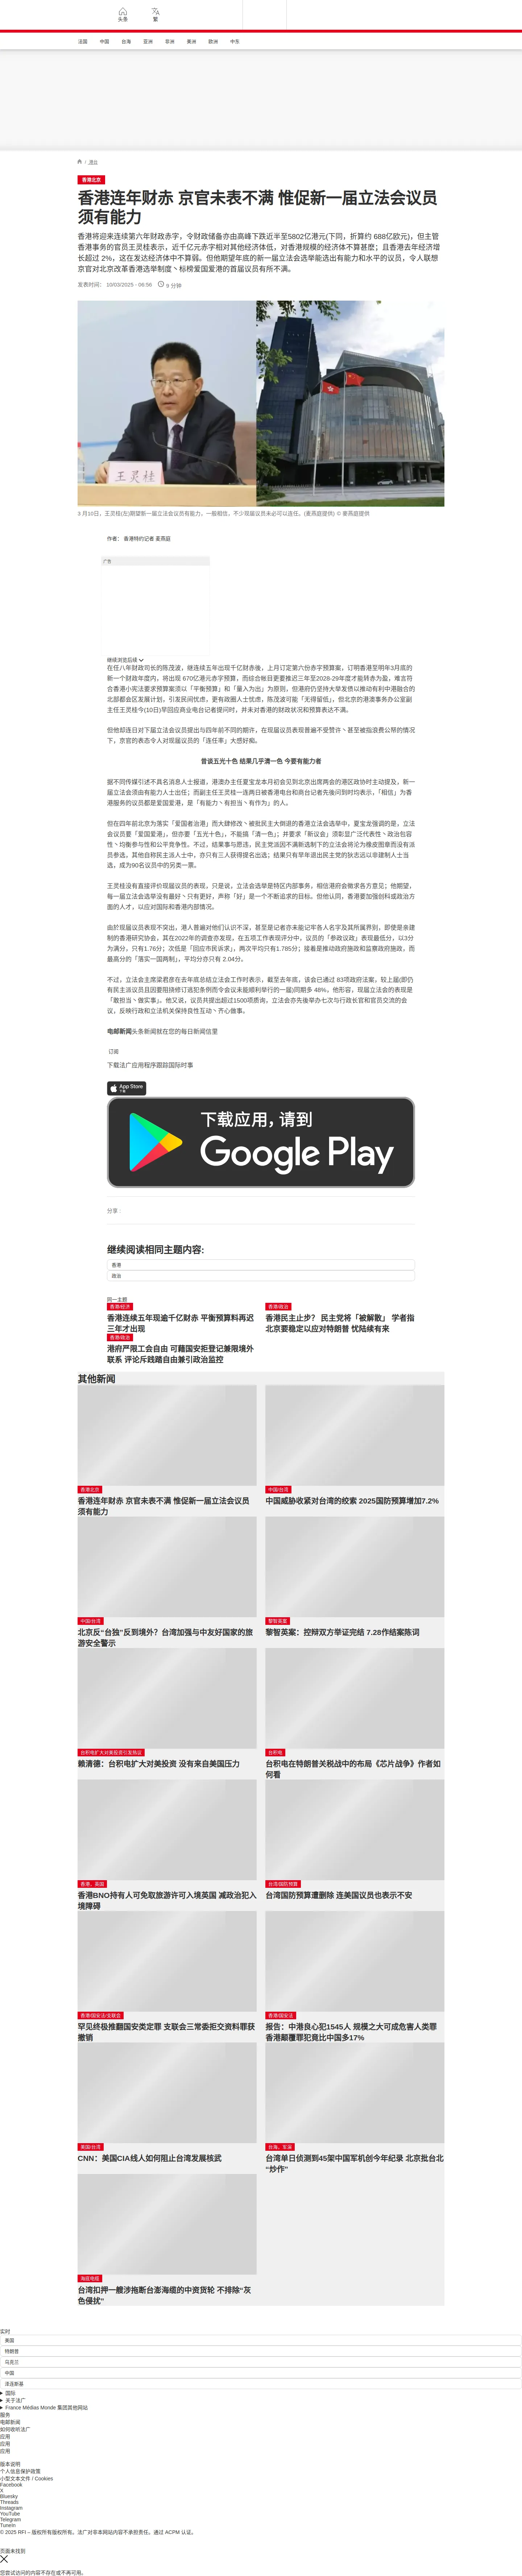 头条
繁
法国
中国
台海
亚洲
非洲
美洲
欧洲
中东
/ 港台
香港北京
香港连年财赤 京官未表不满 惟促新一届立法会议员
须有能力
香港将迎来连续第六年财政赤字，令财政储备亦由高峰下跌近半至5802亿港元(下同，折算约 688亿欧元)，但主管
香港事务的官员王灵桂表示，近千亿元赤字相对其他经济体低，对香港规模的经济体不算甚麽；且香港去年经济增
长超过 2%，这在发达经济体中不算弱。但他期望年底的新一届立法会选举能选出有能力和水平的议员，令人联想
京官对北京改革香港选举制度丶标榜爱国爱港的首届议员有所不满。
发表时间： 10/03/2025 - 06:56
9 分钟
王灵桂
3 月10日，王灵桂(左)期望新一届立法会议员有能力，一般相信，不少现届议员未必可以连任。(麦燕庭提供) © 麥燕庭提供
作者： 香港特约记者 麦燕庭
广告
继续浏览后续
在任八年财政司长的陈茂波，继连续五年出现千亿财赤後，上月订定第六份赤字预算案，订明香港至明年3月底的
新一个财政年度内，将出现 670亿港元赤字预算，而综合帐目更要推迟三年至2028-29年度才能转赤为盈，难言符
合香港小宪法要求预算案须以「平衡预算」和「量入为出」为原则，但港府仍坚持大举发债以推动有利中港融合的
北部都会区发展计划，引发民间忧虑，更有政圈人士忧虑，陈茂波可能「无得留低」，但北京的港澳事务办公室副
主任王灵桂今(10日)早回应商业电台记者提问时，并未对香港的财政状况和预算表达不满。
但他却连日对下届立法会议员提出与四年前不同的期许，在现届议员表现普遍不受赞许丶甚至被指浪费公帑的情况
下，京官的表态令人对现届议员的「连任率」大感好痴。
昔谈五光十色 结果几乎清一色 今要有能力者
据不同传媒引述不具名消息人士报道，港澳办主任夏宝龙本月初会见到北京出席两会的港区政协时主动提及，新一
届立法会须由有能力人士出任；而副主任王灵桂一连两日被香港电台和商台记者先後问到时均表示，「相信」为香
港服务的议员都是爱国爱港，是「有能力丶有担当丶有作为」的人。
但在四年前北京为落实「爱国者治港」而大肆修改丶被批民主大倒退的香港立法会选举中，夏宝龙强调的是，立法
会议员要「爱国爱港」，但亦要「五光十色」，不能搞「清一色」；并要求「新议会」须彰显广泛代表性丶政治包容
性丶均衡参与性和公平竞争性。不过，结果事与愿违，民主党派因不满新选制下的立法会将沦为橡皮图章而没有派
员参选，其他自称民主派人士中，亦只有三人获得提名出选；结果只有早年退出民主党的狄志远以非建制人士当
选，成为90名议员中的另类一票。
王灵桂没有直接评价现届议员的表现，只是说，立法会选举是特区内部事务，相信港府会徵求各方意见；他期望，
每一届立法会选举没有最好丶只有更好，声称「好」是一个不断追求的目标。但他认同，香港要加强创科或政治方
面的人才，以应对国际和香港内部情况。
由於现届议员表现不突出，港人普遍对他们认识不深，甚至是记者亦未能记牢各人名字及其所属界别，即使是亲建
制的香港研究协会，其在2022年的调查亦发现，在五项工作表现评分中，议员的「参政议政」表现最低分，以3分
为满分，只有1.76分；次低是「回应市民诉求」，两次平均只有1.785分；接着是推动政府施政和监察政府施政，而
最高分的「落实一国两制」，平均分亦只有 2.04分。
不过，立法会主席梁君彦在去年底总结立法会工作时表示，截至去年底，该会已通过 83项政府法案，较上届(即仍
有民主派议员且因要阻挠修订逃犯条例而令会议未能顺利举行的一届)同期多 48%。他形容，现届立法会的表现是
「敢担当丶做实事」。他又说，议员共提出超过1500项质询，立法会亦先後举办七次与行政长官和官员交流的会
议，反映行政和立法机关保持良性互动丶齐心做事。
电邮新闻头条新闻就在您的每日新闻信里
订阅
下载法广应用程序跟踪国际时事
App Store
下载应用，请到
Google Play
分享 :
继续阅读相同主题内容:
香港
政治
同一主题
香港/经济
香港连续五年现逾千亿财赤 平衡预算料再迟
三年才出现
香港/政治
香港民主止步？ 民主党将「被解散」 学者指
北京要稳定以应对特朗普 忧陆续有来
香港/政治
港府严限工会自由 可藉国安拒登记兼限境外
联系 评论斥践踏自由兼引政治监控
其他新闻
香港北京
香港连年财赤 京官未表不满 惟促新一届立法会议员
须有能力
中国/台湾
中国威胁收紧对台湾的绞索 2025国防预算增加7.2%
中国/台湾
北京反“台独”反到境外？台湾加强与中友好国家的旅
游安全警示
黎智英案
黎智英案：控辩双方举证完结 7.28作结案陈词
台积电扩大对美投资引发热议
赖清德：台积电扩大对美投资 没有来自美国压力
台积电
台积电在特朗普关税战中的布局《芯片战争》作者如
何看
香港、英国
香港BNO持有人可免取旅游许可入境英国 减政治犯入
境障碍
台湾/国防预算
台湾国防预算遭删除 连美国议员也表示不安
香港/国安法/支联会
罕见终极推翻国安类定罪 支联会三常委拒交资料罪获
撤销
香港/国安法
报告：中港良心犯1545人 规模之大可成危害人类罪
香港颠覆罪犯竟比中国多17%
美国/台湾
CNN：美国CIA线人如何阻止台湾发展核武
台海、军演
台湾单日侦测到45架中国军机创今年纪录 北京批台北
“炒作”
海底电缆
台湾扣押一艘涉拖断台澎海缆的中资货轮 不排除“灰
色侵扰”
实时
美国
特朗普
乌克兰
中国
泽连斯基
国际
关于法广
France Médias Monde 集团其他网站
服务
电邮新闻
如何收听法广
应用
应用
应用
版本说明
个人信息保护政策
小型文本文件 / Cookies
Facebook
X
Bluesky
Threads
Instagram
YouTube
Telegram
TuneIn
© 2025 RFI – 版权所有版权所有。法广对非本网站内容不承担责任。通过 ACPM 认证。
页面未找到
您尝试访问的内容不存在或不再可用。